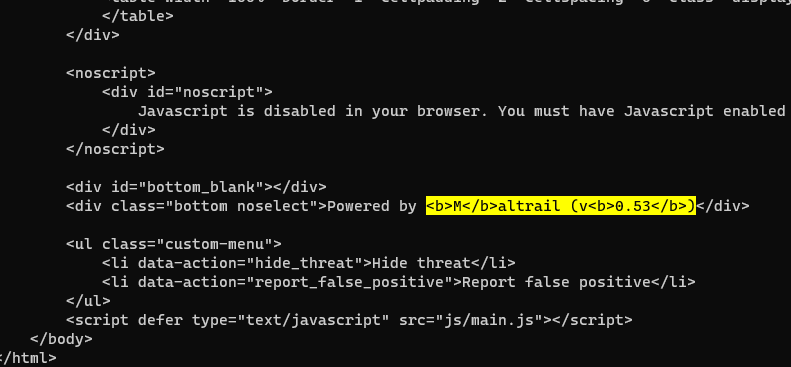 </table>
</div>
<noscript>
<div id="noscript">
Javascript is disabled in your browser. You must have Javascript enabled
</div>
</noscript>
<div id="bottom_blank"></div>
<div class="bottom noselect">Powered by <b>M</b>altrail (v<b>0.53</b>)</div>
<ul class="custom-menu">
<li data-action="hide_threat">Hide threat</li>
<li data-action="report_false_positive">Report false positive</li>
</ul>
<script defer type="text/javascript" src="js/main.js"></script>
</body>
</html>